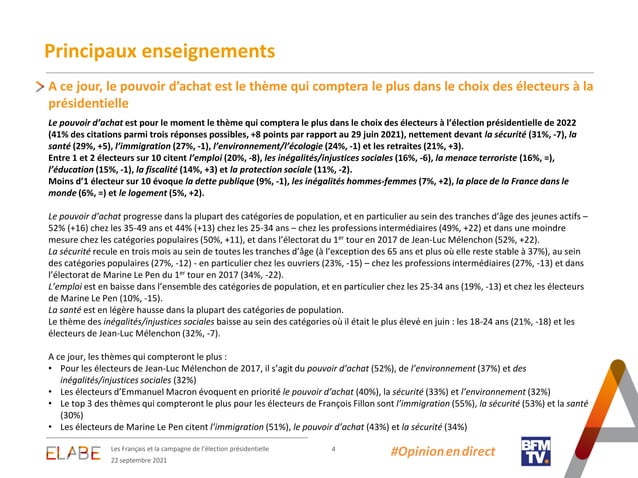 Principaux enseignements
A ce jour, le pouvoir d'achat est le thème qui comptera le plus dans le choix des électeurs à la
présidentielle
Le pouvoir d'achat est pour le moment le thème qui comptera le plus dans le choix des électeurs à l'élection présidentielle de 2022
(41% des citations parmi trois réponses possibles, +8 points par rapport au 29 juin 2021), nettement devant la sécurité (31%, -7), la
santé (29%, +5), l'immigration (27%, -1), l'environnement/l'écologie (24%, -1) et les retraites (21%, +3).
Entre 1 et 2 électeurs sur 10 citent l'emploi (20%, -8), les inégalités/injustices sociales (16%, -6), la menace terroriste (16%, =),
l'éducation (15%, -1), la fiscalité (14%, +3) et la protection sociale (11%, -2).
Moins d'1 électeur sur 10 évoque la dette publique (9%, -1), les inégalités hommes-femmes (7%, +2), la place de la France dans le
monde (6%, =) et le logement (5%, +2).
Le pouvoir d'achat progresse dans la plupart des catégories de population, et en particulier au sein des tranches d'âge des jeunes actifs –
52% (+16) chez les 35-49 ans et 44% (+13) chez les 25-34 ans – chez les professions intermédiaires (49%, +22) et dans une moindre
mesure chez les catégories populaires (50%, +11), et dans l'électorat du 1er tour en 2017 de Jean-Luc Mélenchon (52%, +22).
La sécurité recule en trois mois au sein de toutes les tranches d'âge (à l'exception des 65 ans et plus où elle reste stable à 37%), au sein
des catégories populaires (27%, -12) - en particulier chez les ouvriers (23%, -15) – chez les professions intermédiaires (27%, -13) et dans
l'électorat de Marine Le Pen du 1er tour en 2017 (34%, -22).
L'emploi est en baisse dans l'ensemble des catégories de population, et en particulier chez les 25-34 ans (19%, -13) et chez les électeurs
de Marine Le Pen (10%, -15).
La santé est en légère hausse dans la plupart des catégories de population.
Le thème des inégalités/injustices sociales baisse au sein des catégories où il était le plus élevé en juin : les 18-24 ans (21%, -18) et les
électeurs de Jean-Luc Mélenchon (32%, -7).
A ce jour, les thèmes qui compteront le plus :
• Pour les électeurs de Jean-Luc Mélenchon de 2017, il s'agit du pouvoir d'achat (52%), de l'environnement (37%) et des
inégalités/injustices sociales (32%)
• Les électeurs d'Emmanuel Macron évoquent en priorité le pouvoir d'achat (40%), la sécurité (33%) et l'environnement (32%)
• Le top 3 des thèmes qui compteront le plus pour les électeurs de François Fillon sont l'immigration (55%), la sécurité (53%) et la santé
(30%)
• Les électeurs de Marine Le Pen citent l'immigration (51%), le pouvoir d'achat (43%) et la sécurité (34%)
ELABE
Les Français et la campagne de l'élection présidentielle
4
22 septembre 2021
#Opinionendirect
BFM
TV.